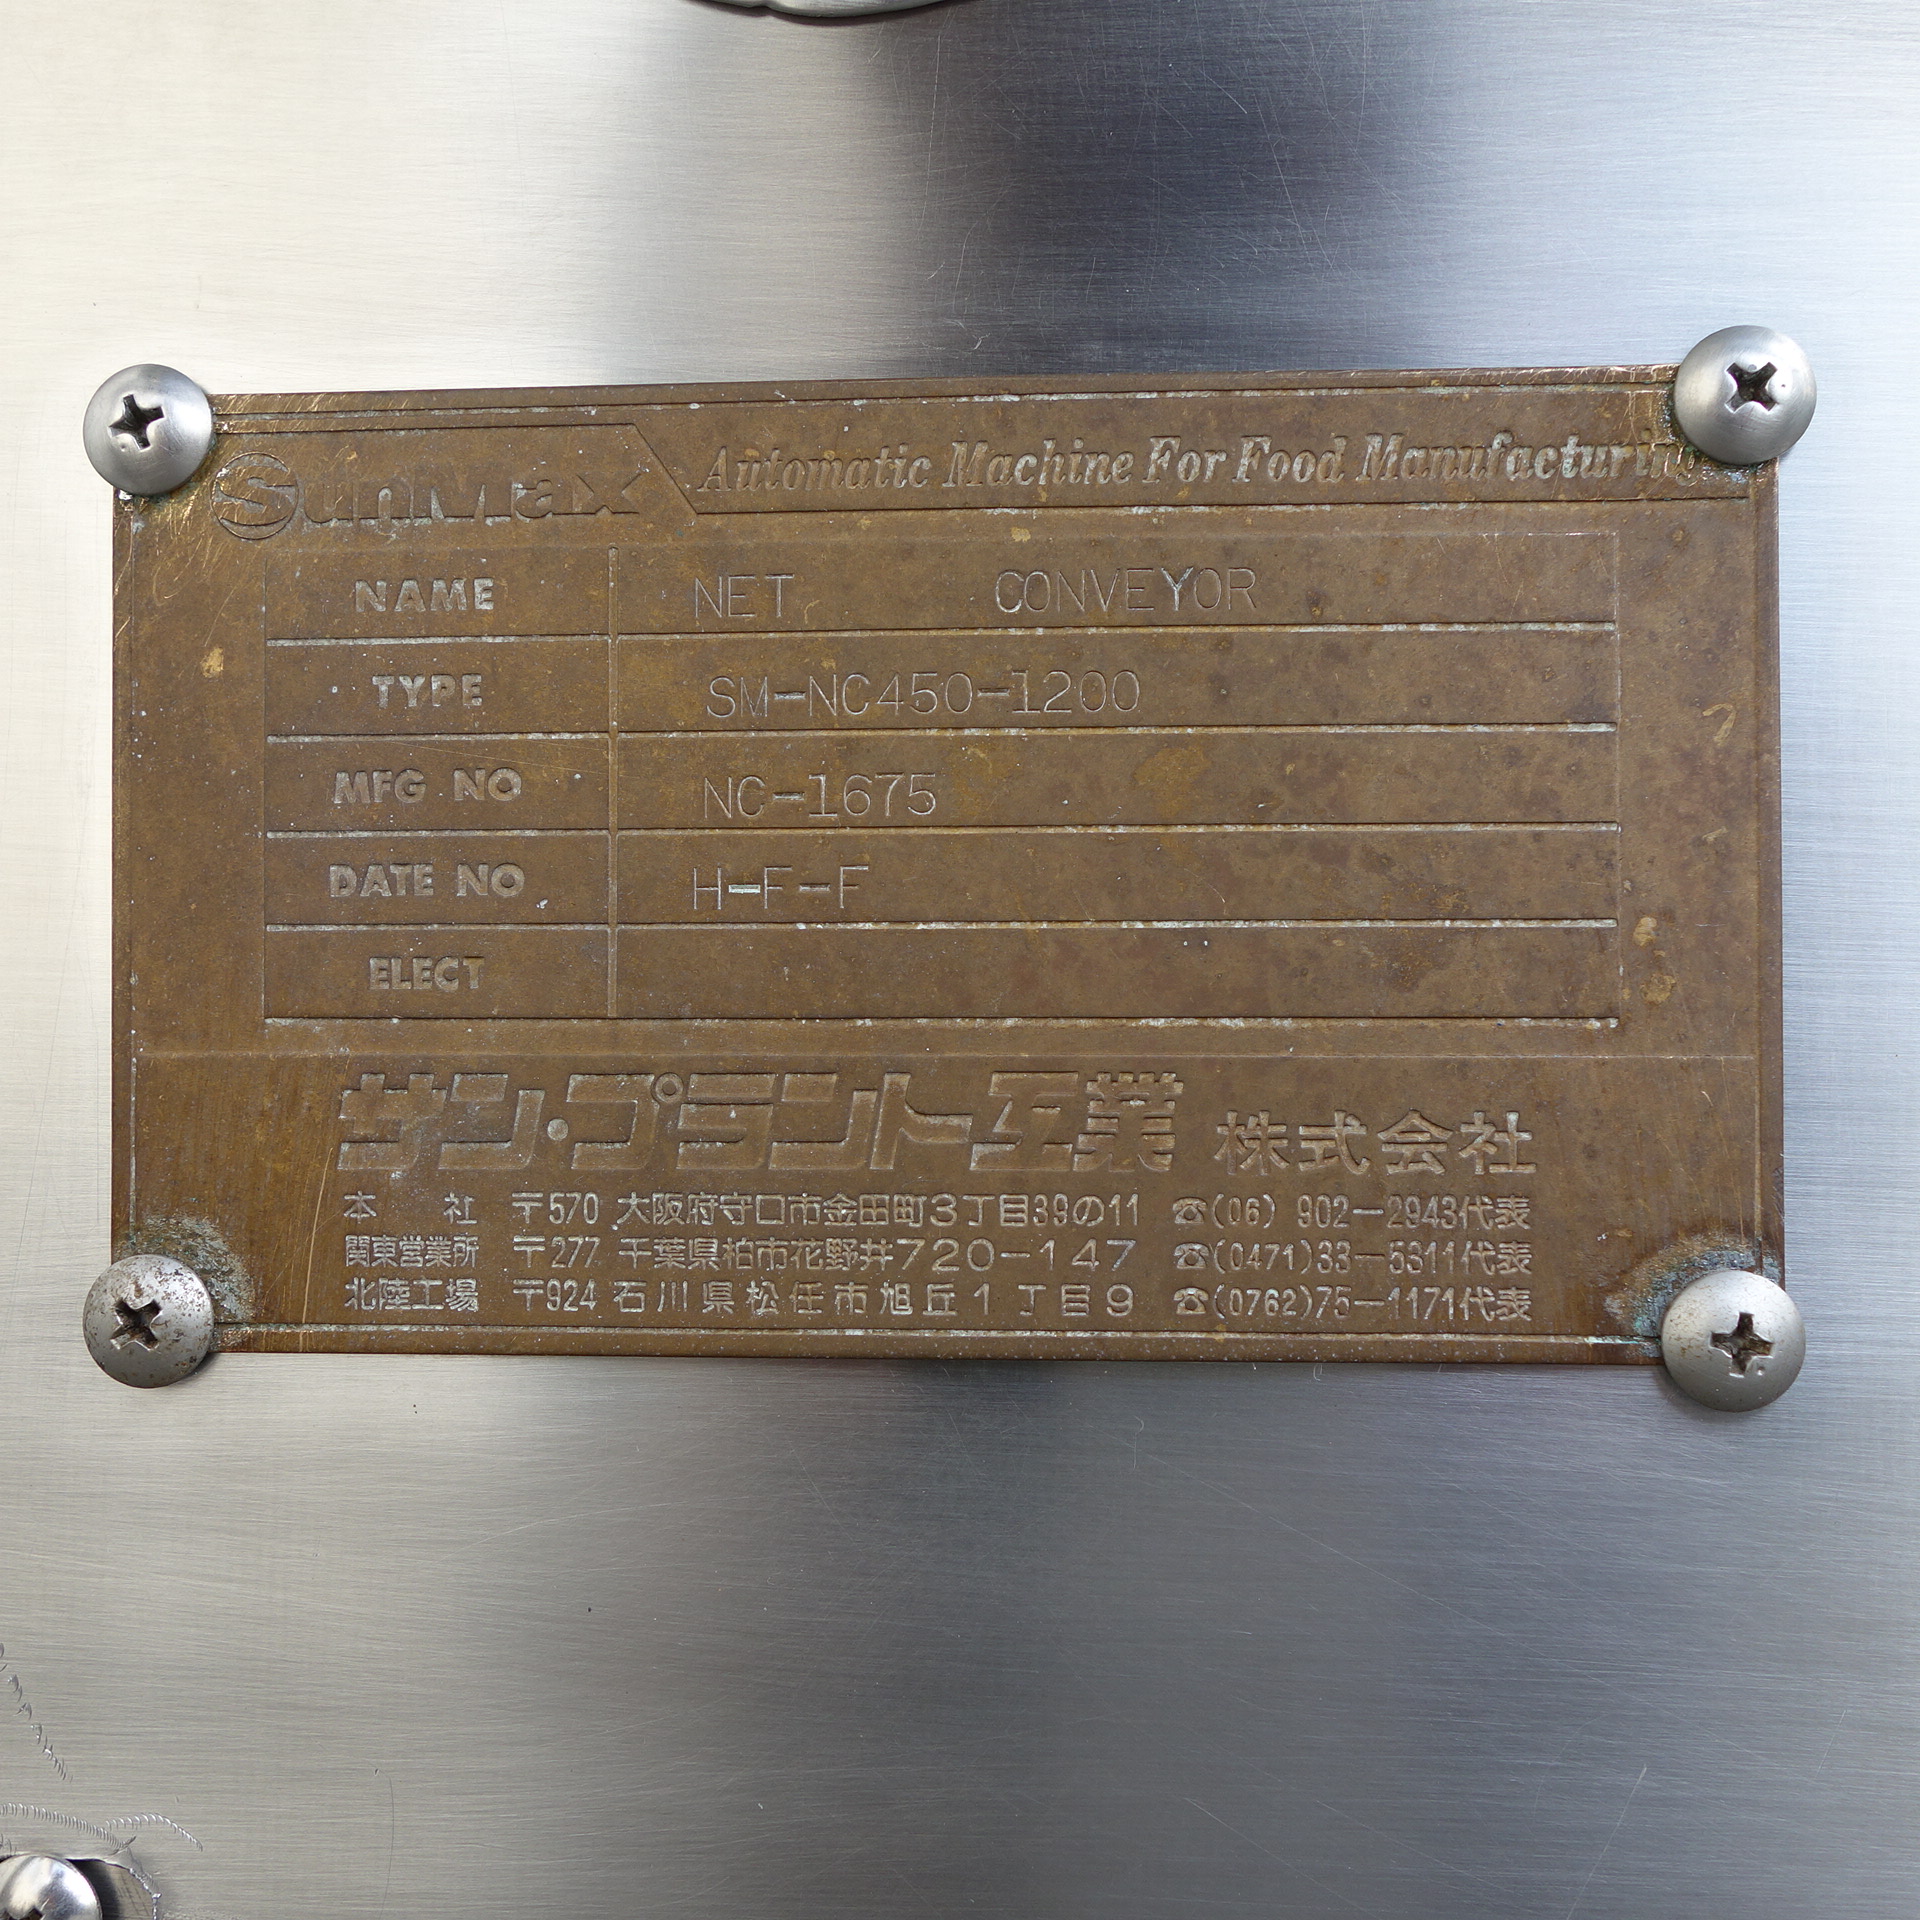 SunMax Automatic Machine For Food Manufacturing
NAME NET CONVEYOR
TYPE SM-NC450-1200
MFG NO NC-1675
DATE NO H-F-F
ELECT
サン・プラント工業 株式会社
本 社 〒570 大阪府守口市金田町3丁目39の11 ☎(06) 902-2943代表
関東営業所 〒277 千葉県柏市花野井720-147 ☎(0471)33-5311代表
北陸工場 〒924 石川県松任市旭丘1丁目9 ☎(0762)75-1171代表